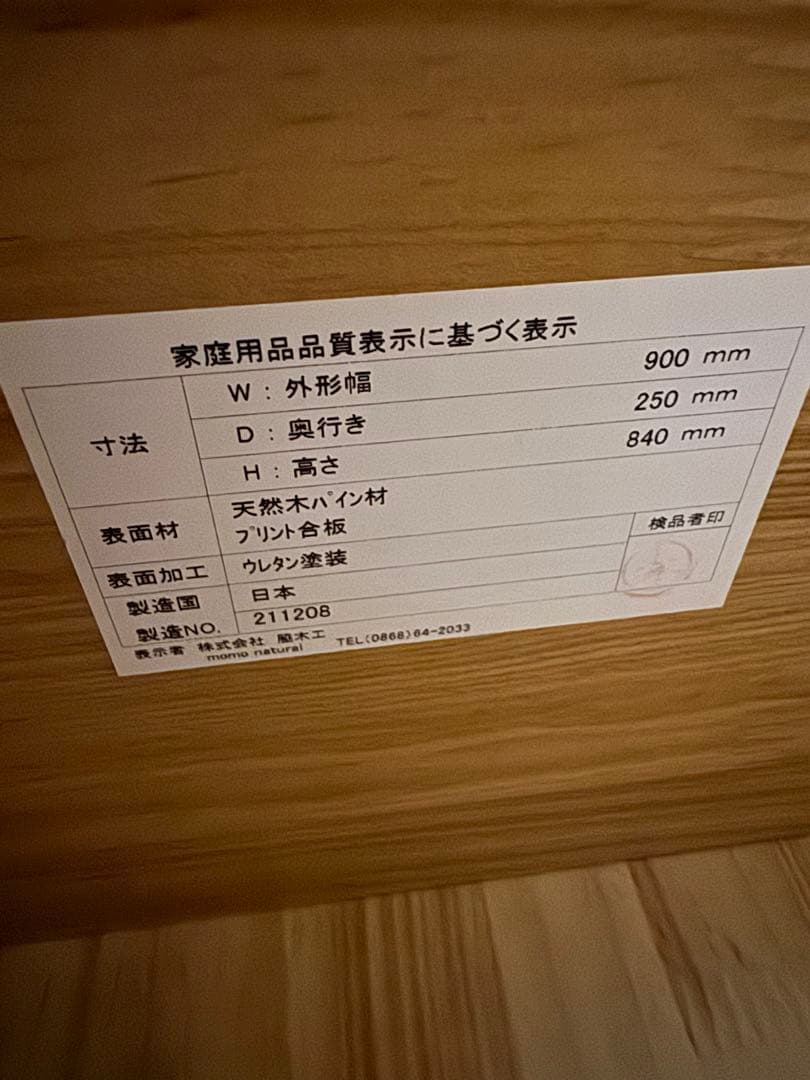 家庭用品品質表示に基づく表示
寸法
W : 外形幅 900 mm
D : 奥行き 250 mm
H : 高さ 840 mm
表面材
天然木パイン材
プリント合板
表面加工 ウレタン塗装
検品者印
製造国 日本
製造NO. 211208
表示者 株式会社 脇木工 TEL(0868)64-2033
momo natural